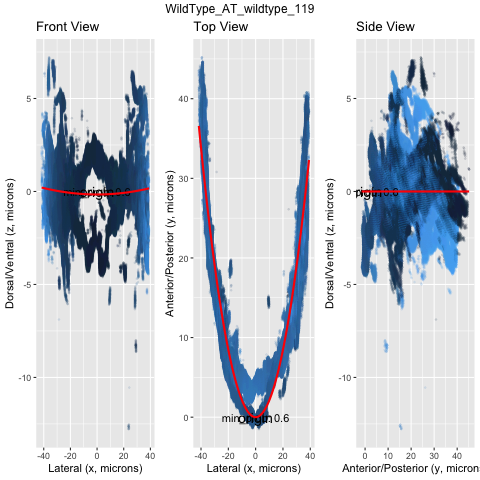 WildType_AT_wildtype_119
Front View
Top View
Side View
Dorsal/Ventral (z, microns)
5
0
-5
-10
-40 -20 0 20 40
Lateral (x, microns)
Anterior/Posterior (y, microns)
40
30
20
10
0
-40 -20 0 20 40
Lateral (x, microns)
Dorsal/Ventral (z, microns)
5
0
-5
-10
0 10 20 30 40
Anterior/Posterior (y, micron